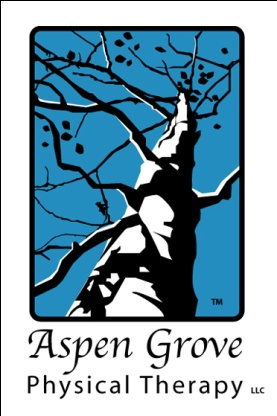 TM
Aspen Grove
Physical Therapy LLC